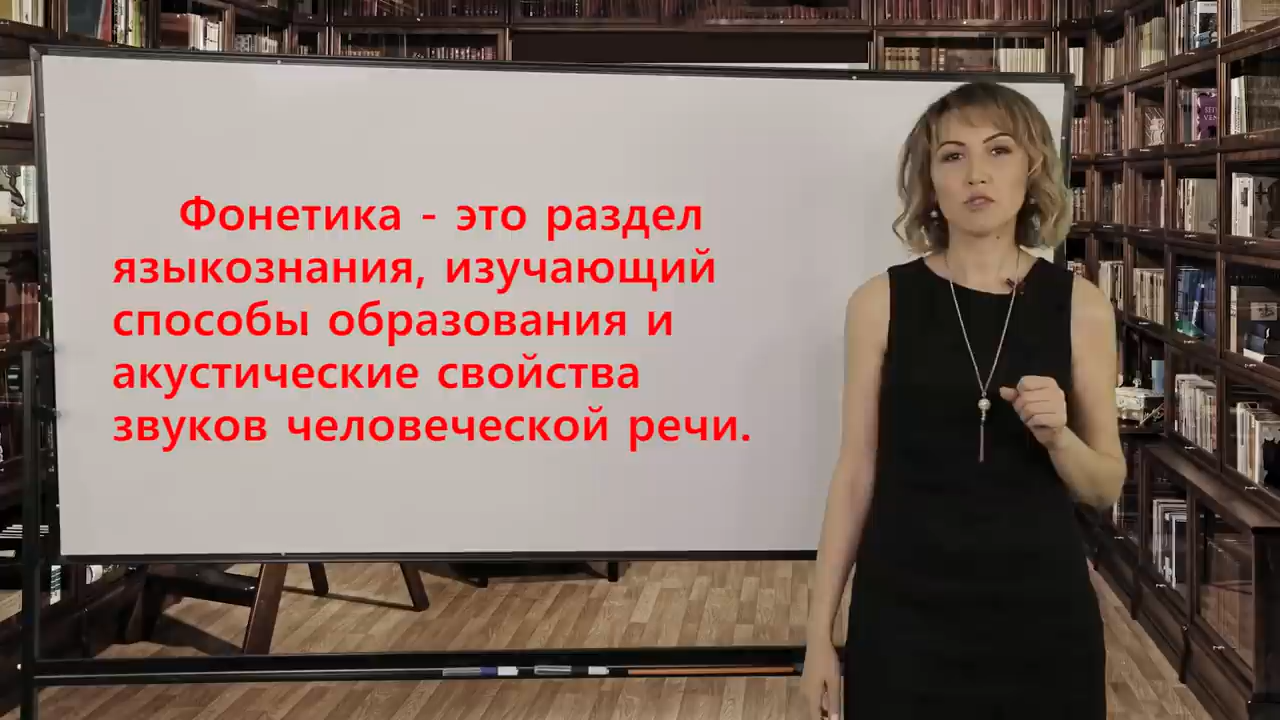 Фонетика - это раздел
языкознания, изучающий
способы образования и
акустические свойства
звуков человеческой речи.